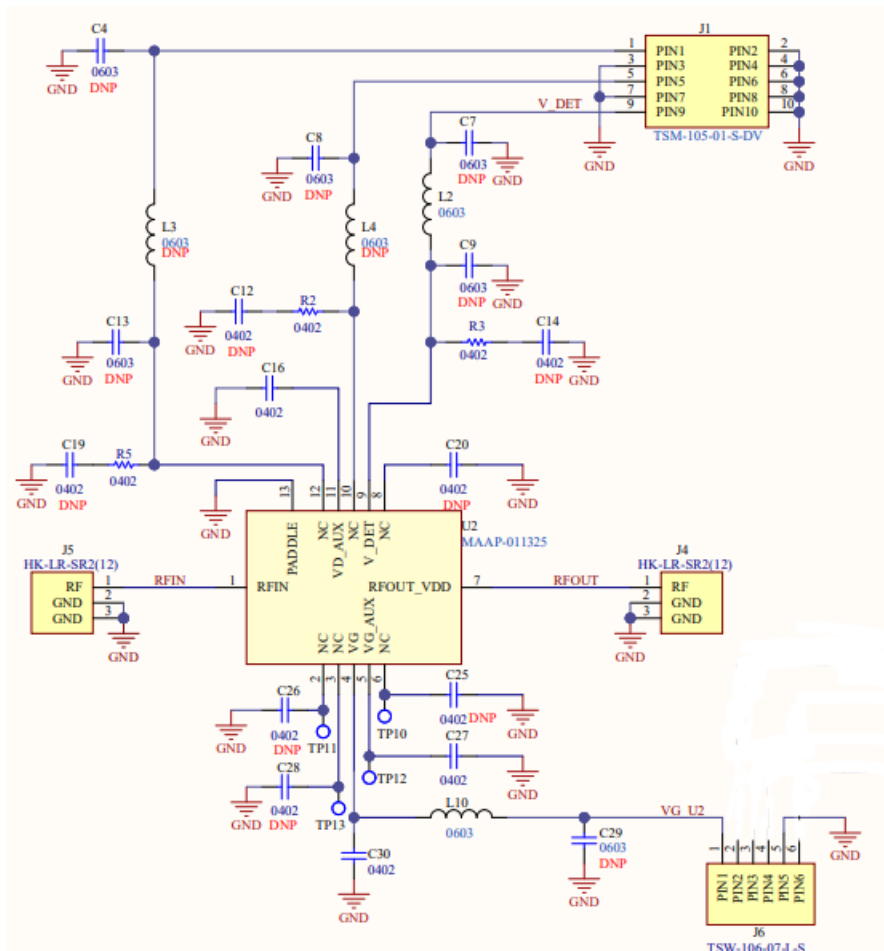 C4
0603
DNP
GND
J1
1 PIN1 PIN2 2
3 PIN3 PIN4 4
5 PIN5 PIN6 6
7 PIN7 PIN8 8
9 PIN9 PIN10 10
TSM-105-01-S-DV
V_DET
GND
GND
C8
0603
DNP
GND
C7
0603
DNP
GND
L2
0603
L3
0603
DNP
L4
0603
DNP
C9
0603
DNP
GND
C12
0402
DNP
GND
R2
0402
C13
0603
DNP
GND
R3
0402
C14
0402
DNP
GND
C16
0402
GND
C19
0402
DNP
GND
R5
0402
C20
0402
DNP
GND
GND
13 12 11 10 9 8
PADDLE
NC
VD_AUX
NC
V_DET
NC
U2
MAAP-011325
J5
HK-LR-SR2(12)
RF 1
GND 2
GND 3
GND
RFIN
1 RFIN
RFOUT_VDD 7
RFOUT
J4
HK-LR-SR2(12)
1 RF
2 GND
3 GND
GND
NC
NC
VG
VG_AUX
NC
2 3 4 5 6
C26
0402
DNP
GND
TP11
TP10
C25
0402 DNP
GND
C27
0402
GND
TP12
C28
0402
DNP
GND
TP13
L10
0603
VG_U2
C29
0603
DNP
GND
C30
0402
GND
GND
1 2 3 4 5 6
PIN1
PIN2
PIN3
PIN4
PIN5
PIN6
J6
TSW-106-07-L-S